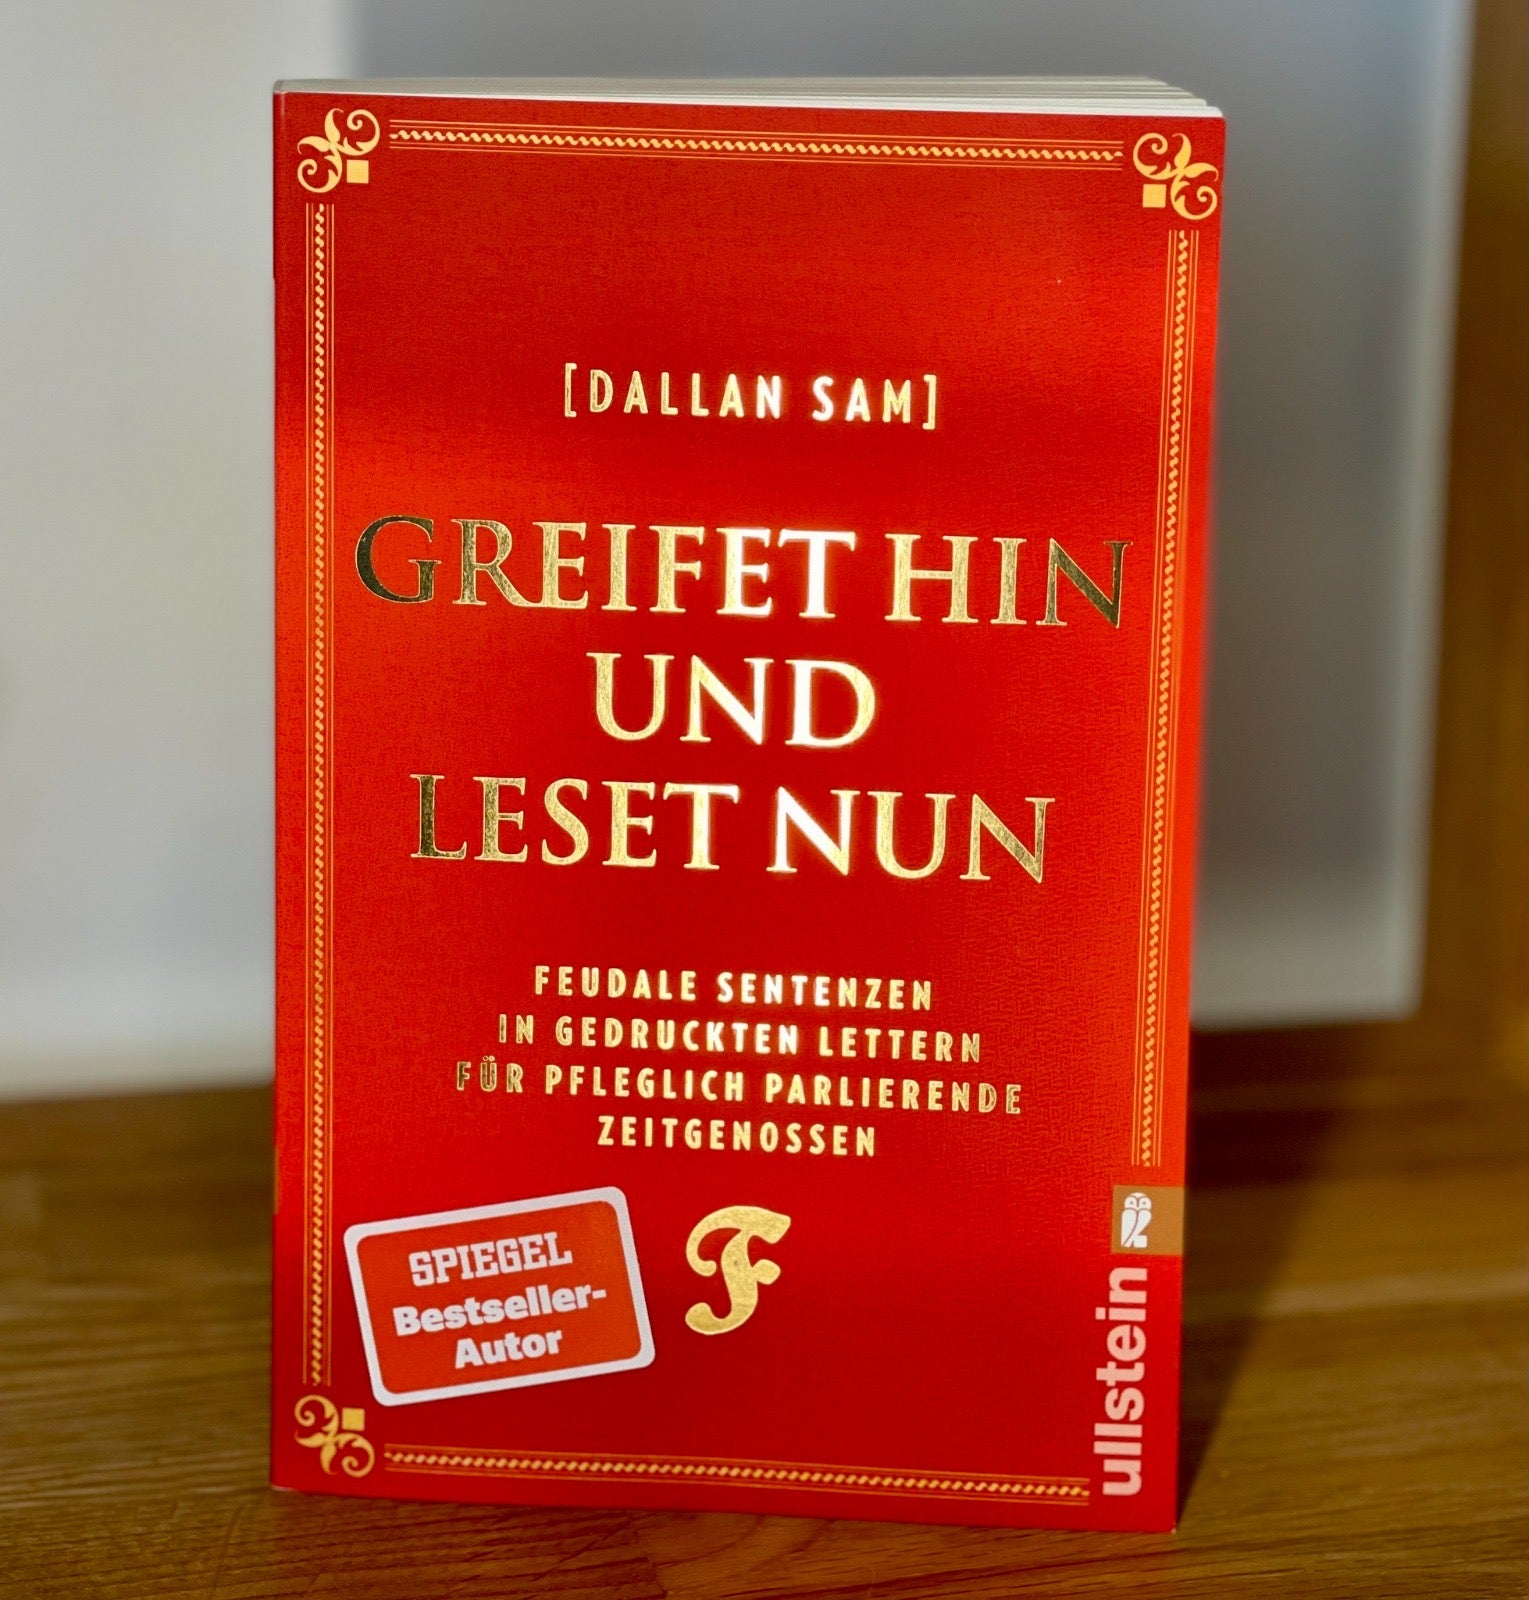 [DALLAN SAM]
GREIFET HIN
UND
LESET NUN
FEUDALE SENTENZEN
IN GEDRUCKTEN LETTERN
FÜR PFLEGLICH PARLIERENDE
ZEITGENOSSEN
F
SPIEGEL
Bestseller-
Autor
ullstein